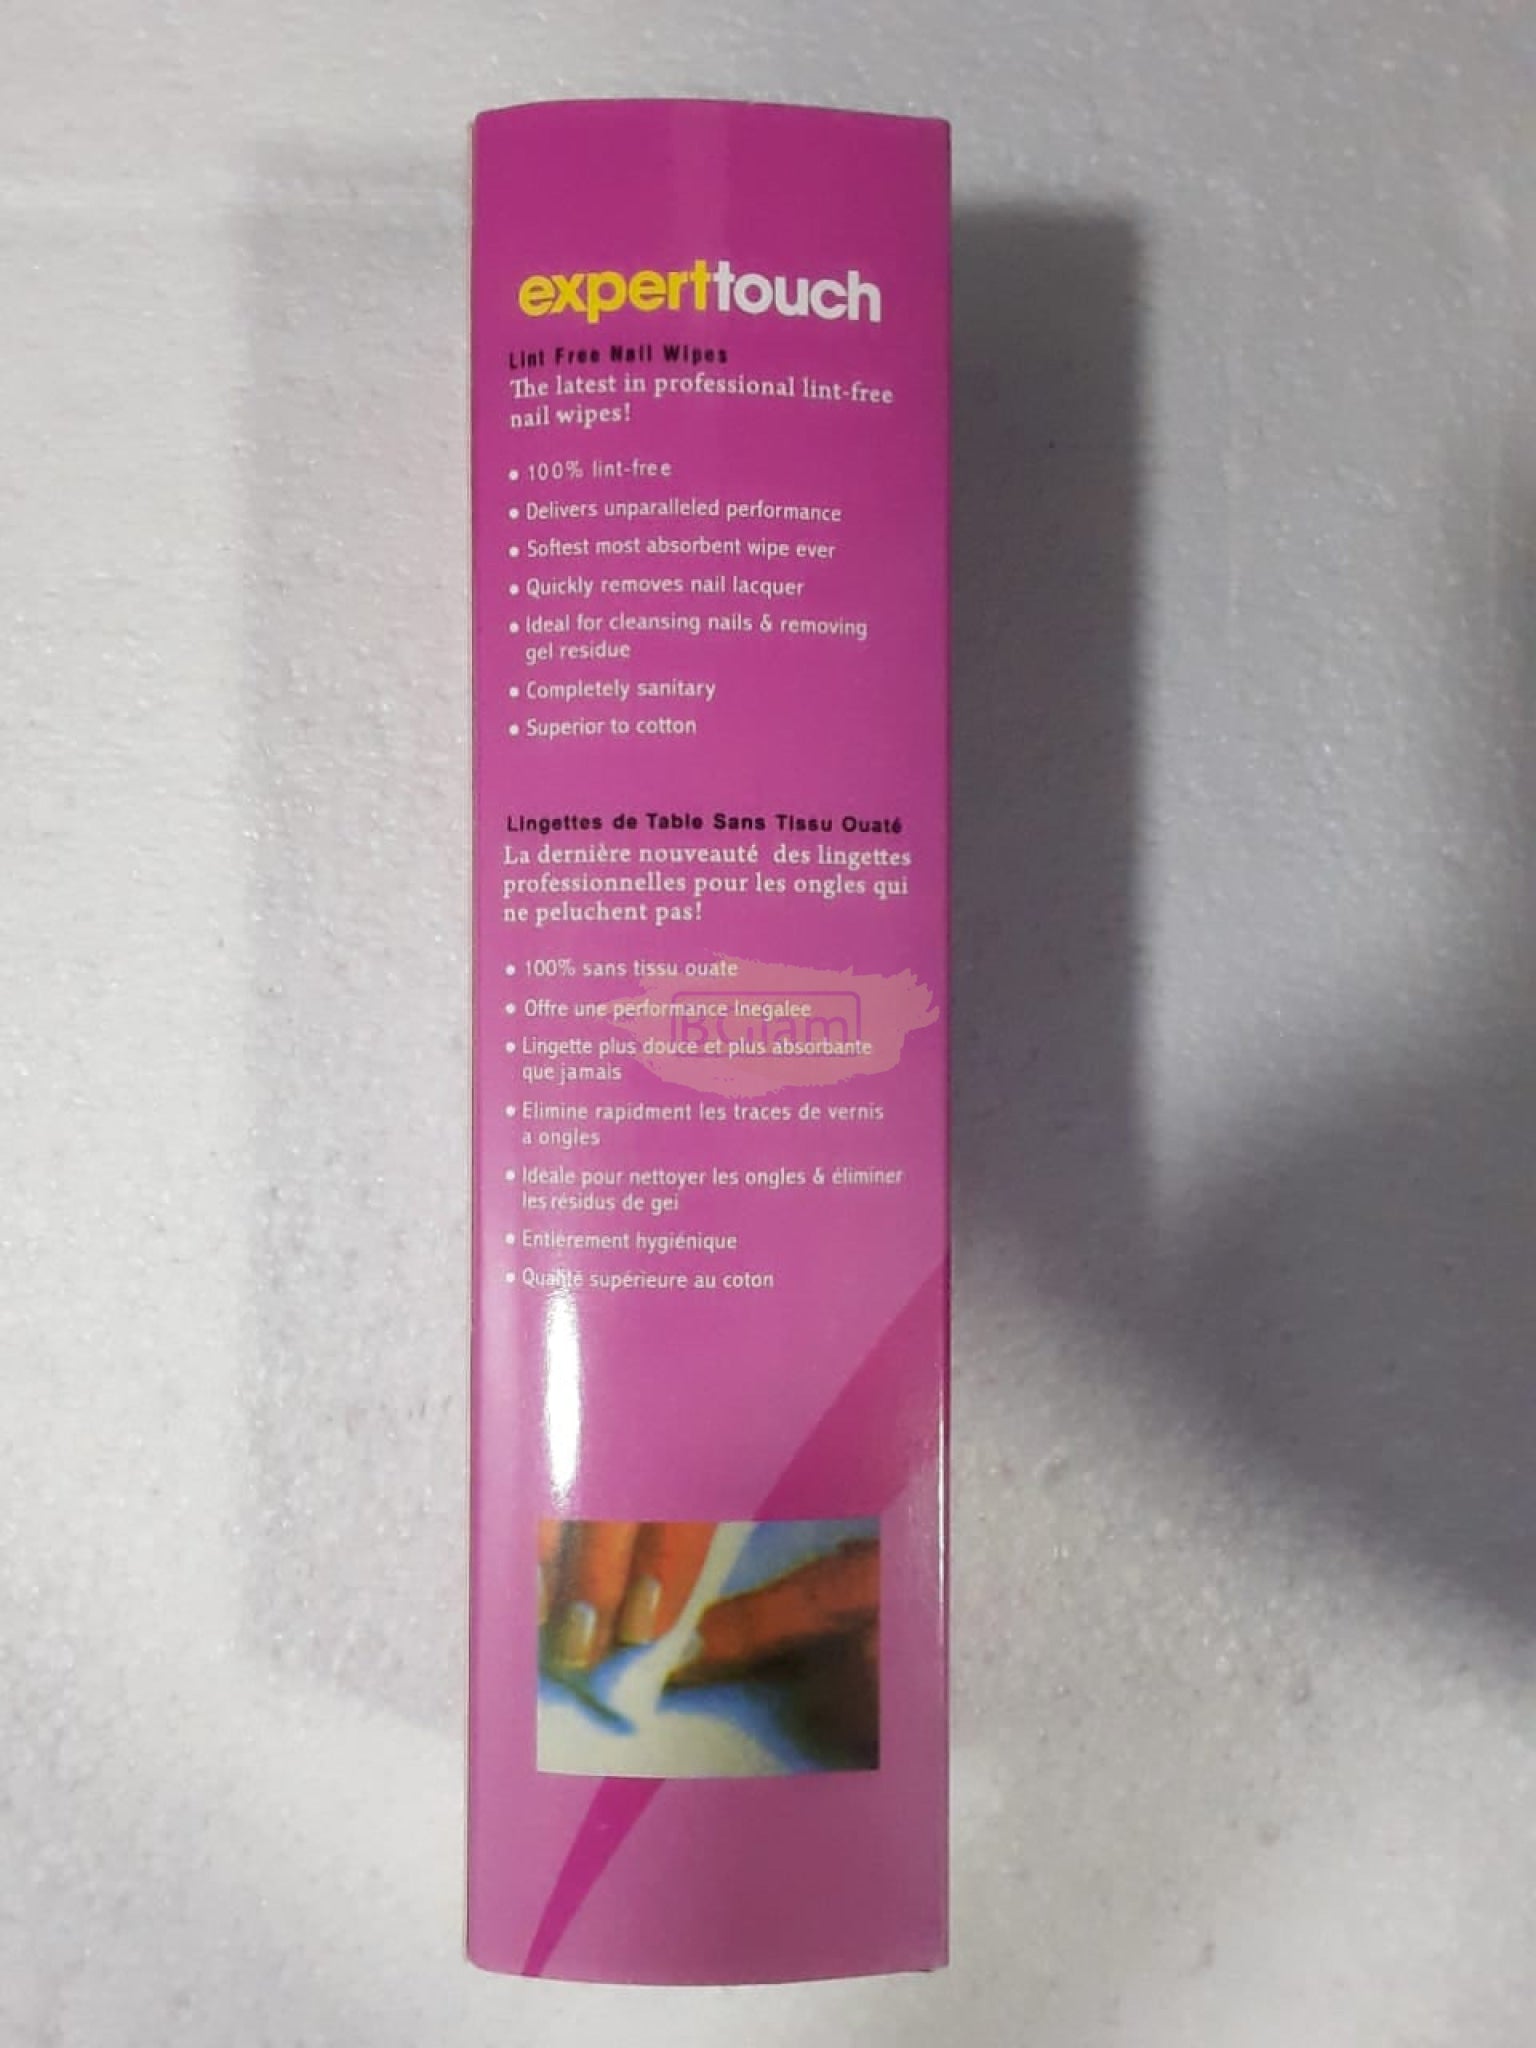 experttouch
Lint Free Nail Wipes
The latest in professional lint-free
nail wipes!
• 100% lint-free
• Delivers unparalleled performance
• Softest most absorbent wipe ever
• Quickly removes nail lacquer
• Ideal for cleansing nails & removing
gel residue
• Completely sanitary
• Superior to cotton
Lingettes de Table Sans Tissu Ouaté
La dernière nouveauté des lingettes
professionnelles pour les ongles qui
ne peluchent pas!
• 100% sans tissu ouate
• Offre une performance Inegalee
BGlam
• Lingette plus douce et plus absorbante
que jamais
• Elimine rapidment les traces de vernis
a ongles
• Ideale pour nettoyer les ongles & éliminer
les résidus de gei
• Entièrement hygiénique
• Qualité supérieure au coton